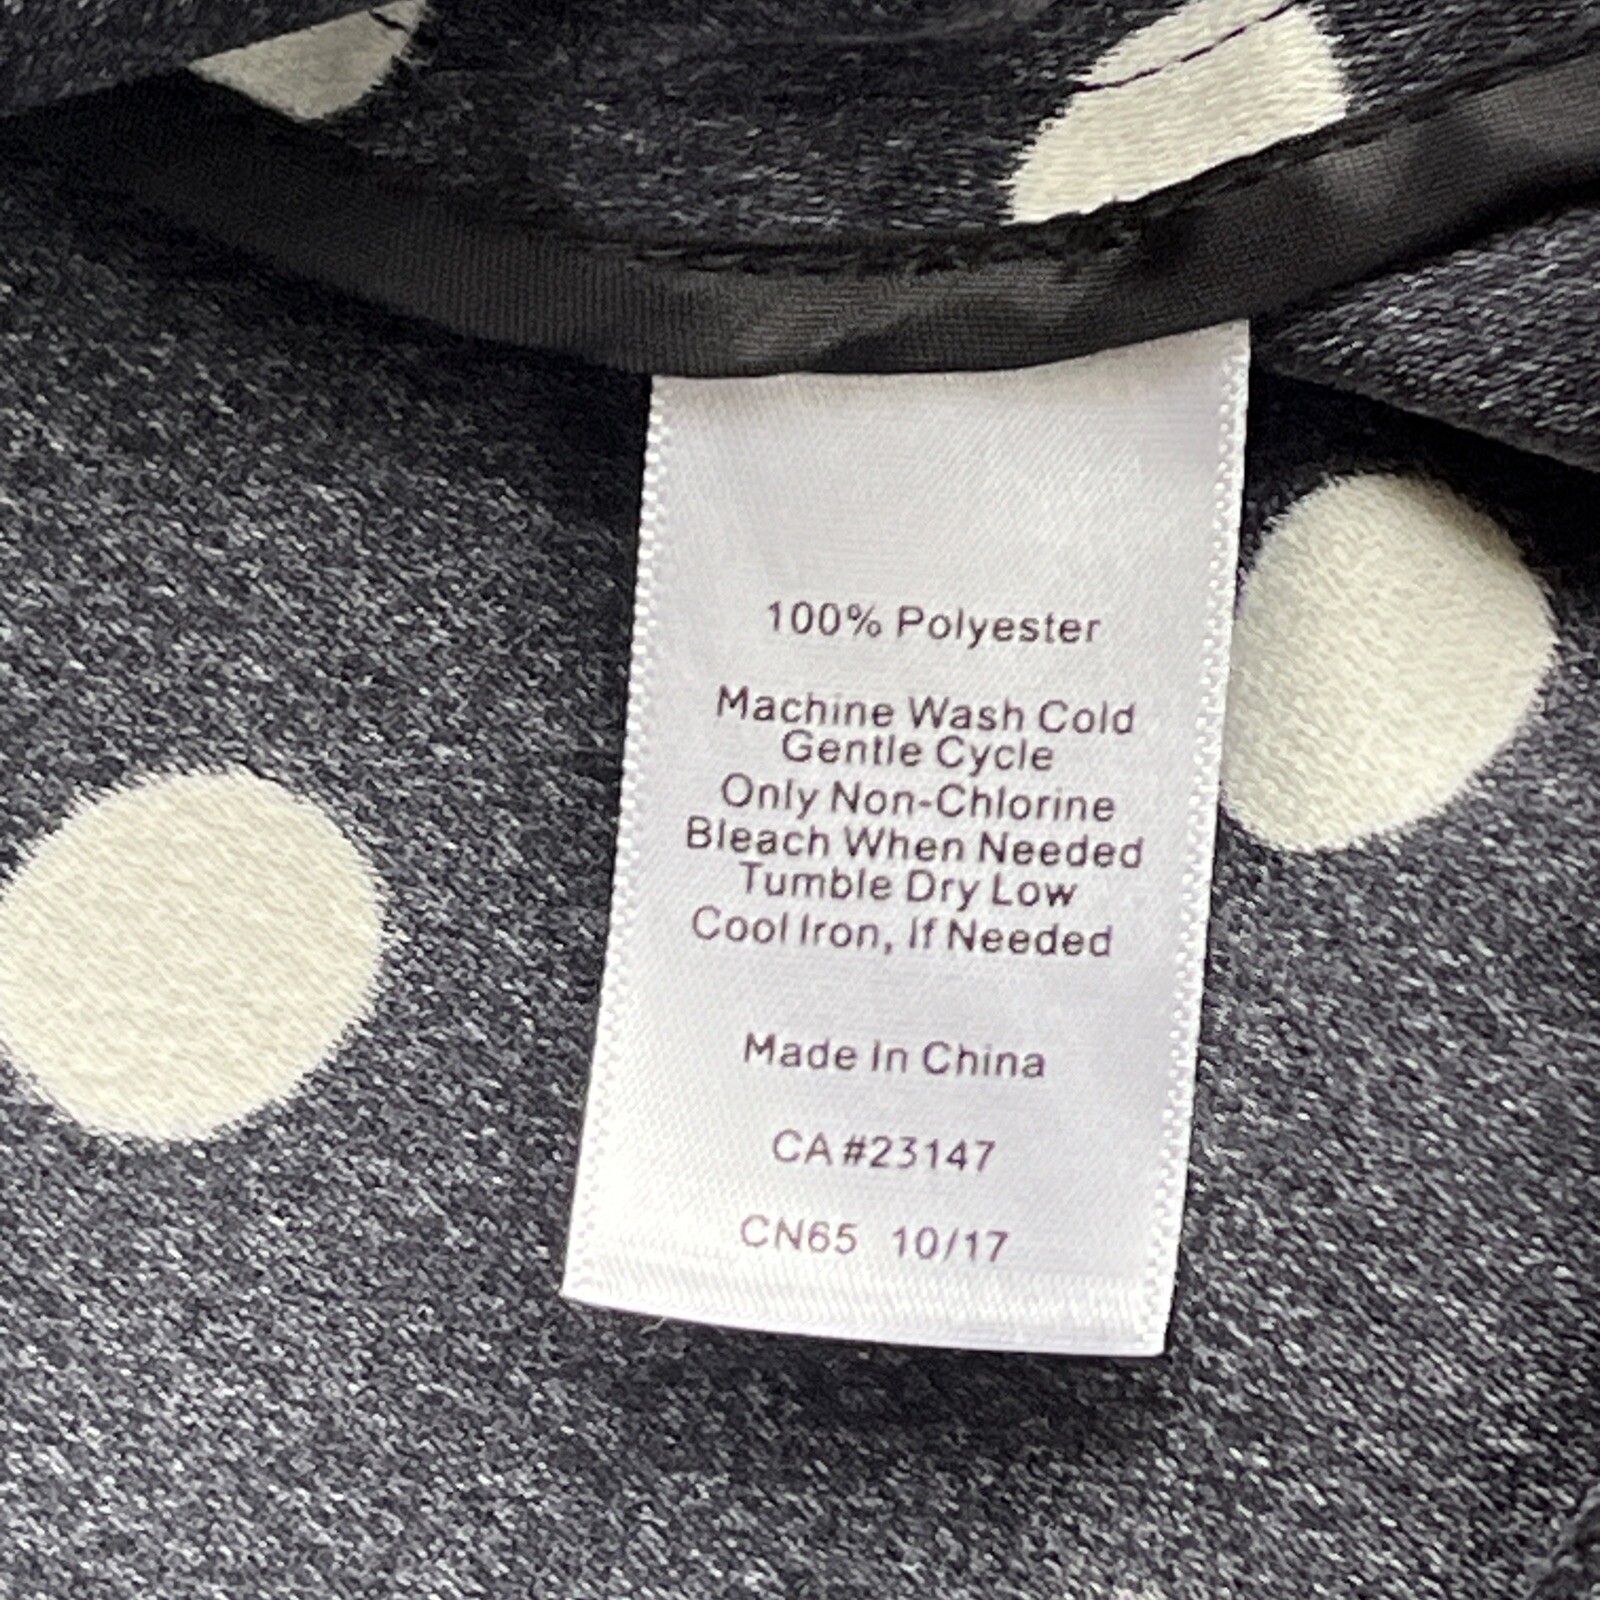 100% Polyester
Machine Wash Cold
Gentle Cycle
Only Non-Chlorine
Bleach When Needed
Tumble Dry Low
Cool Iron, If Needed
Made In China
CA #23147
CN65 10/17